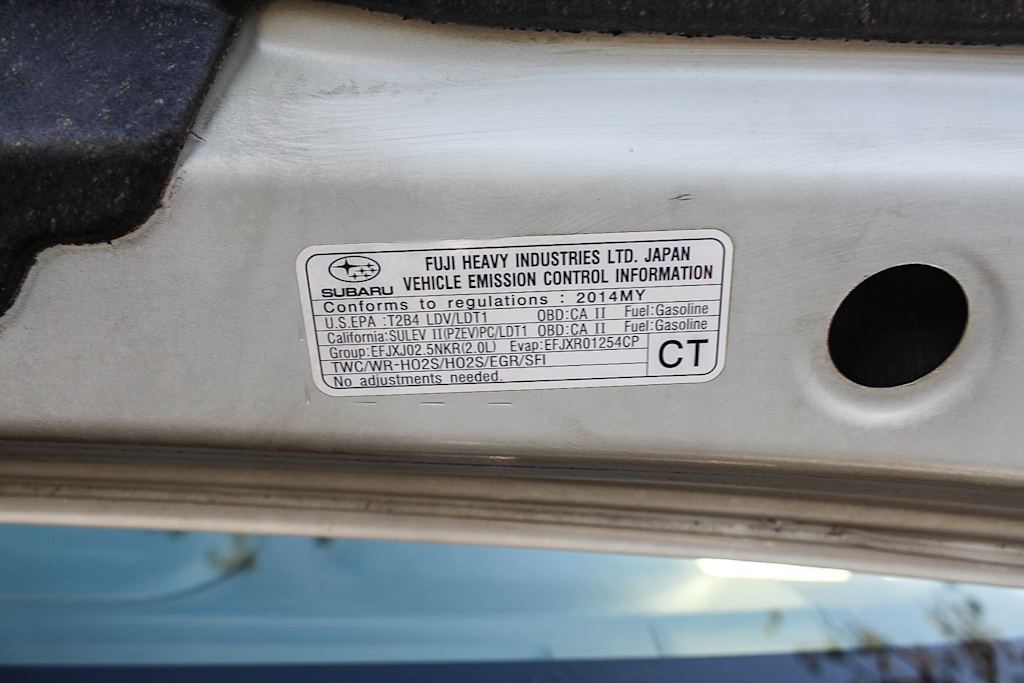 SUBARU
FUJI HEAVY INDUSTRIES LTD. JAPAN
VEHICLE EMISSION CONTROL INFORMATION
Conforms to regulations : 2014MY
U.S.EPA :T2B4 LDV/LDT1 OBD:CA II Fuel:Gasoline
California:SULEV II(PZEV)PC/LDT1 OBD:CA II Fuel:Gasoline
Group:EFJXJ02.5NKR(2.0L) Evap:EFJXR01254CP
TWC/WR-HO2S/HO2S/EGR/SFI
No adjustments needed.
CT